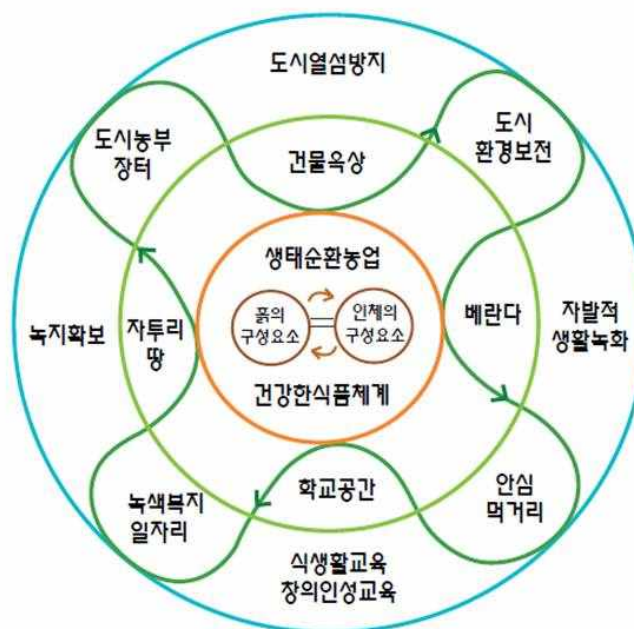 도시열섬방지
도시농부
장터
도시
환경보전
건물옥상
생태순환농업
흙의
구성요소
인체의
구성요소
건강한식품체계
녹지확보
자투리
땅
베란다
자발적
생활녹화
녹색복지
일자리
학교공간
안심
먹거리
식생활교육
창의인성교육